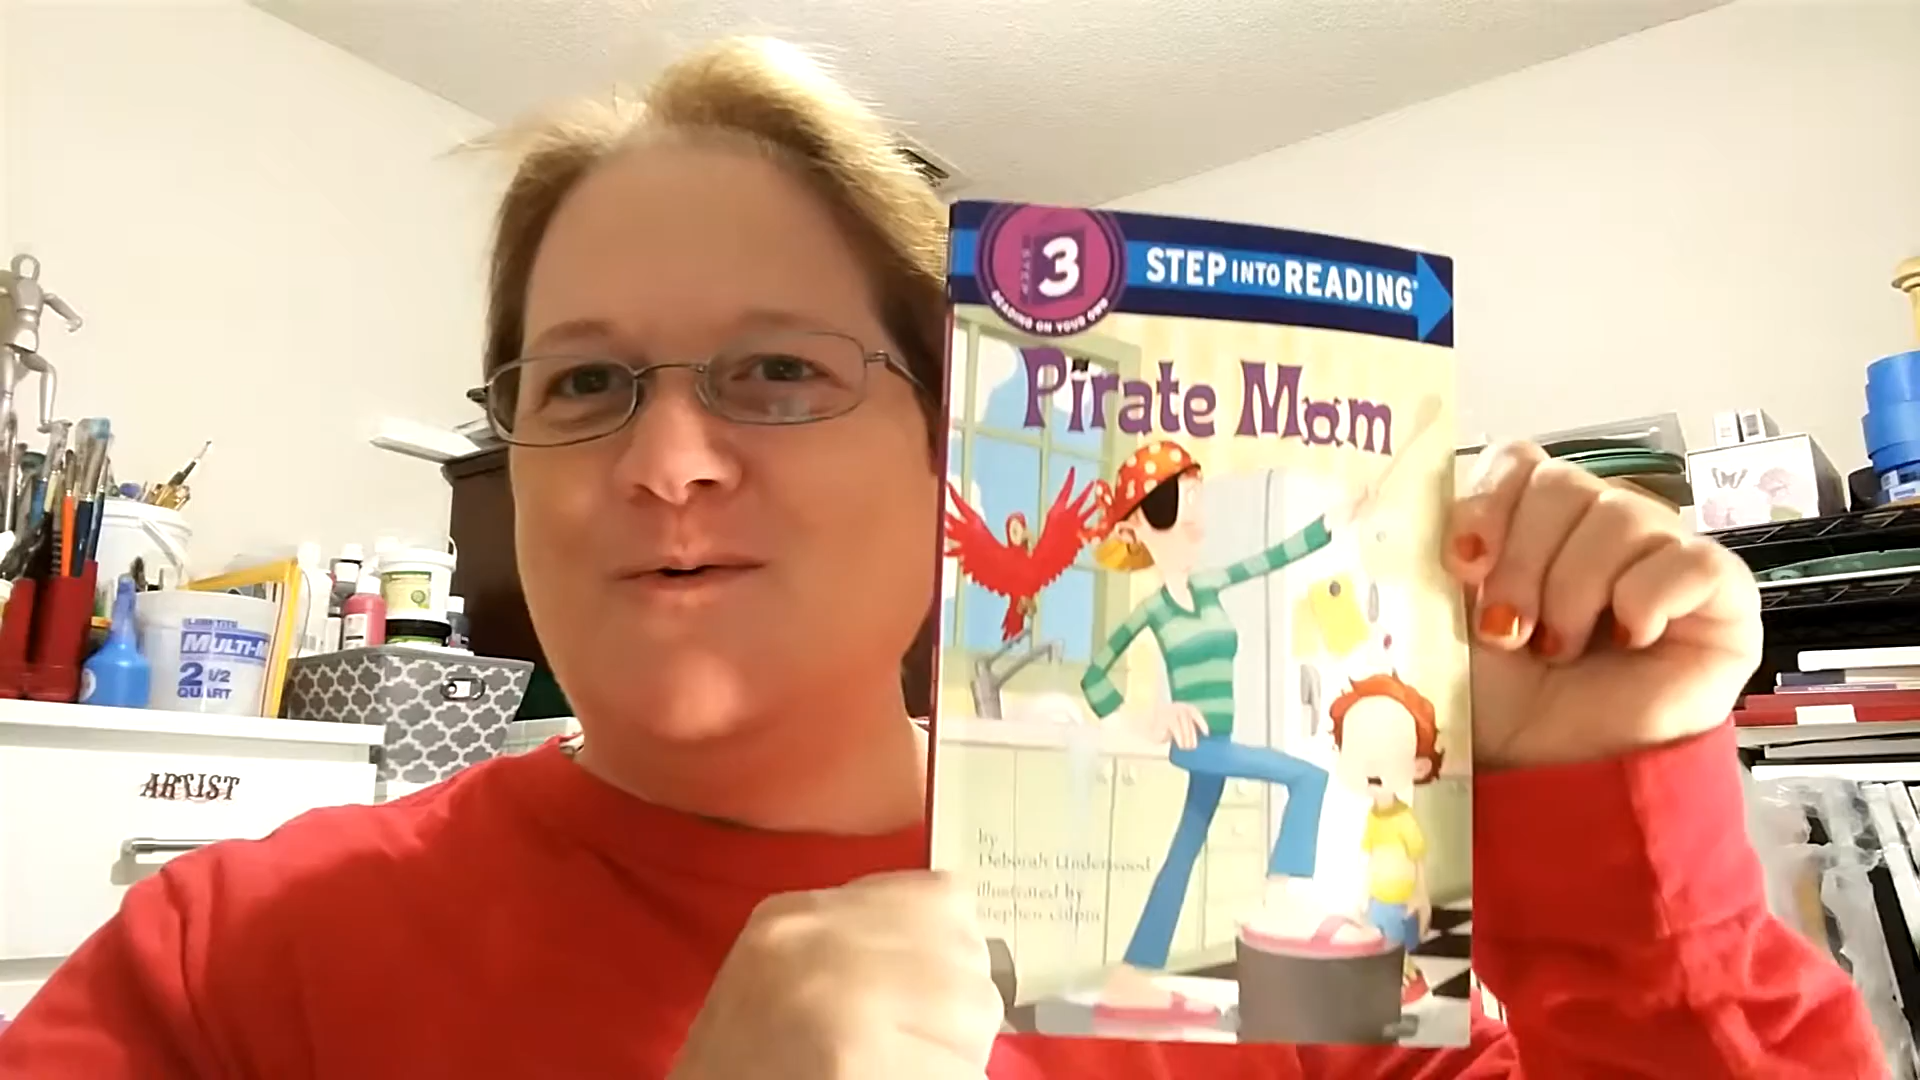 3
STEP
READING ON YOUR OWN
STEP INTO READING
Pirate Mom
by
Deborah Underwood
illustrated by
Stephen Gilpin
MULTI-M
2 1/2
QUART
ARTIST